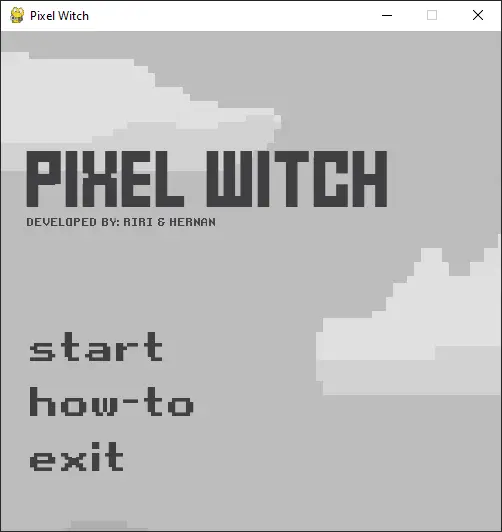 Pixel Witch
PIXEL WITCH
DEVELOPED BY: RIRI & HERNAN
start
how-to
exit